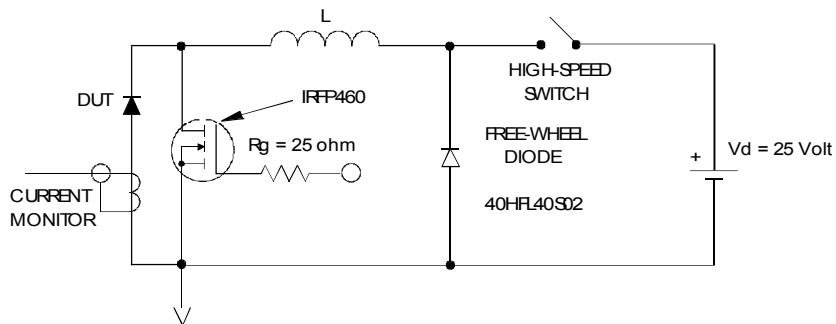 L
HIGH-SPEED
SWITCH
DUT
IRFP460
Rg = 25 ohm
FREE-WHEEL
DIODE
+
Vd = 25 Volt
40HFL40S02
CURRENT
MONITOR